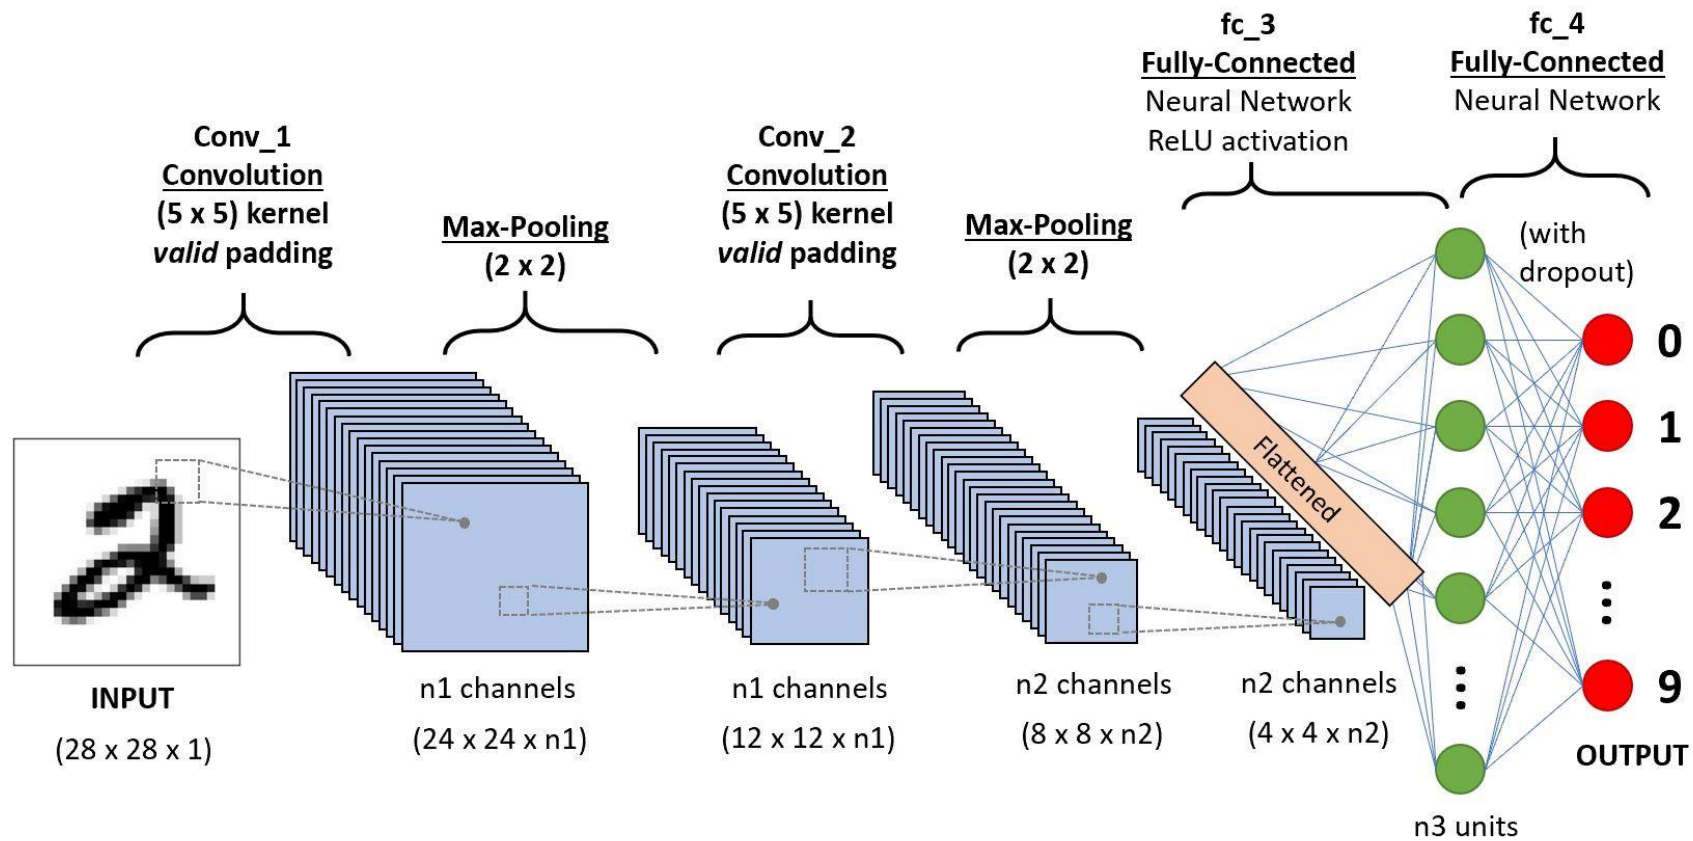 Conv_1
Convolution
(5 x 5) kernel
valid padding
Max-Pooling
(2 x 2)
Conv_2
Convolution
(5 x 5) kernel
valid padding
Max-Pooling
(2 x 2)
fc_3
Fully-Connected
Neural Network
ReLU activation
fc_4
Fully-Connected
Neural Network
(with
dropout)
Flattened
0
1
2
9
2
INPUT
(28 x 28 x 1)
n1 channels
(24 x 24 x n1)
n1 channels
(12 x 12 x n1)
n2 channels
(8 x 8 x n2)
n2 channels
(4 x 4 x n2)
OUTPUT
n3 units